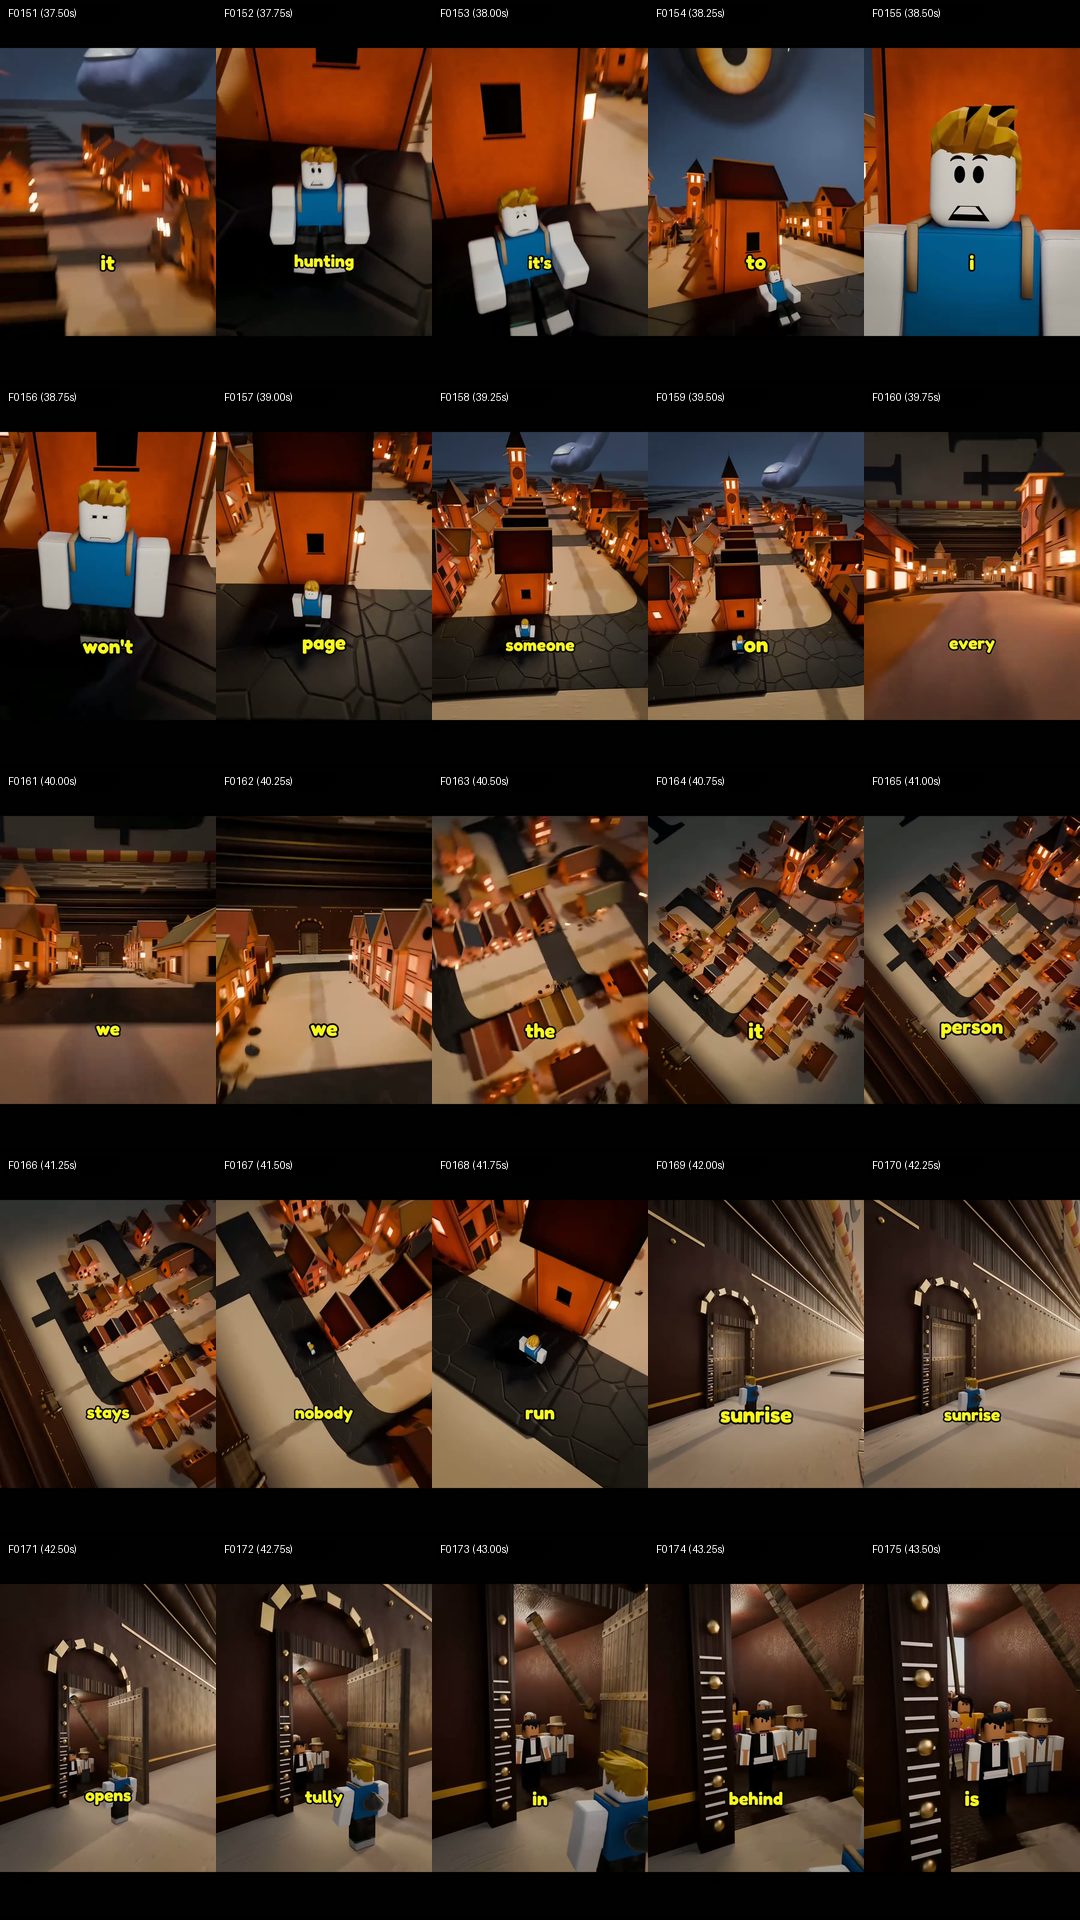 F0151 (37.50s)
F0152 (37.75s)
F0153 (38.00s)
F0154 (38.25s)
F0155 (38.50s)
it
hunting
it's
to
i
F0156 (38.75s)
F0157 (39.00s)
F0158 (39.25s)
F0159 (39.50s)
F0160 (39.75s)
won't
page
someone
on
every
F0161 (40.00s)
F0162 (40.25s)
F0163 (40.50s)
F0164 (40.75s)
F0165 (41.00s)
we
we
the
it
person
F0166 (41.25s)
F0167 (41.50s)
F0168 (41.75s)
F0169 (42.00s)
F0170 (42.25s)
stays
nobody
run
sunrise
sunrise
F0171 (42.50s)
F0172 (42.75s)
F0173 (43.00s)
F0174 (43.25s)
F0175 (43.50s)
opens
tully
in
behind
is